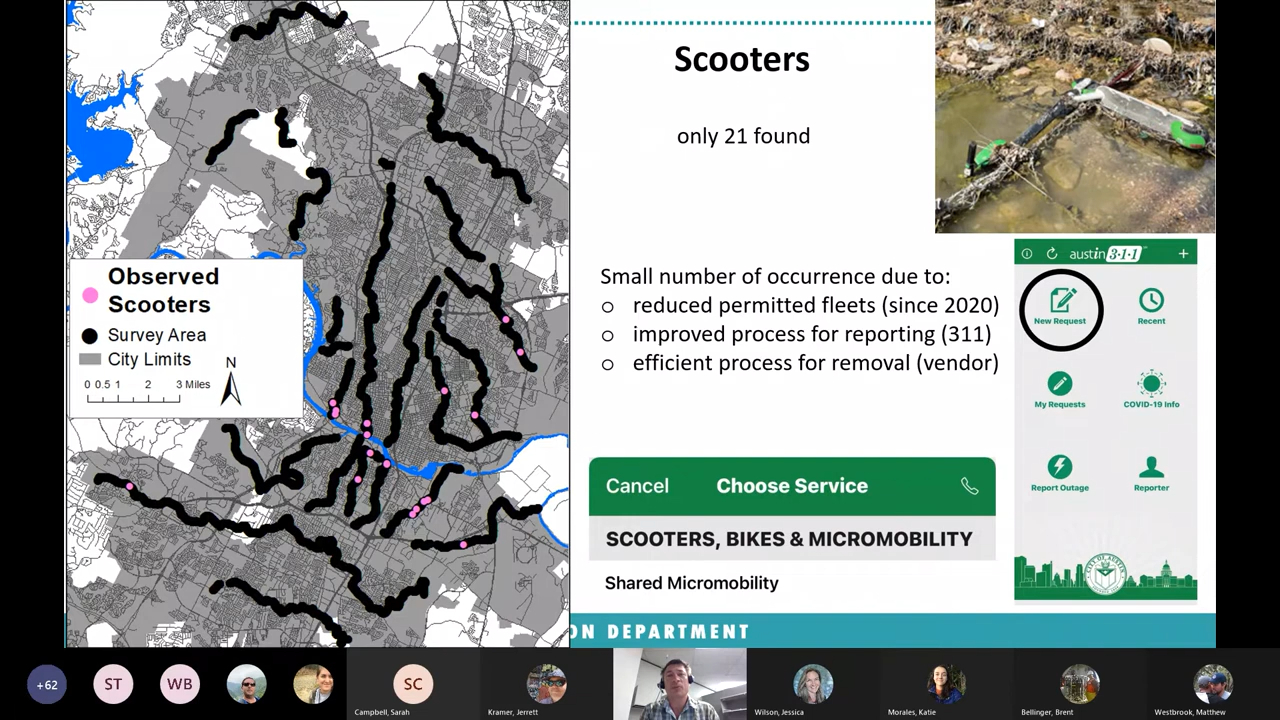 Scooters
only 21 found
Small number of occurrence due to:
o reduced permitted fleets (since 2020)
o improved process for reporting (311)
o efficient process for removal (vendor)
Observed
Scooters
Survey Area
City Limits
N
0 0.5 1 2 3 Miles
austin 3-1-1
New Request
Recent
My Requests
COVID-19 Info
Report Outage
Reporter
Cancel
Choose Service
SCOOTERS, BIKES & MICROMOBILITY
Shared Micromobility
ON DEPARTMENT
+62
ST
WB
SC
Campbell, Sarah
Kramer, Jerrett
Wilson, Jessica
Morales, Katie
Bellinger, Brent
Westbrook, Matthew